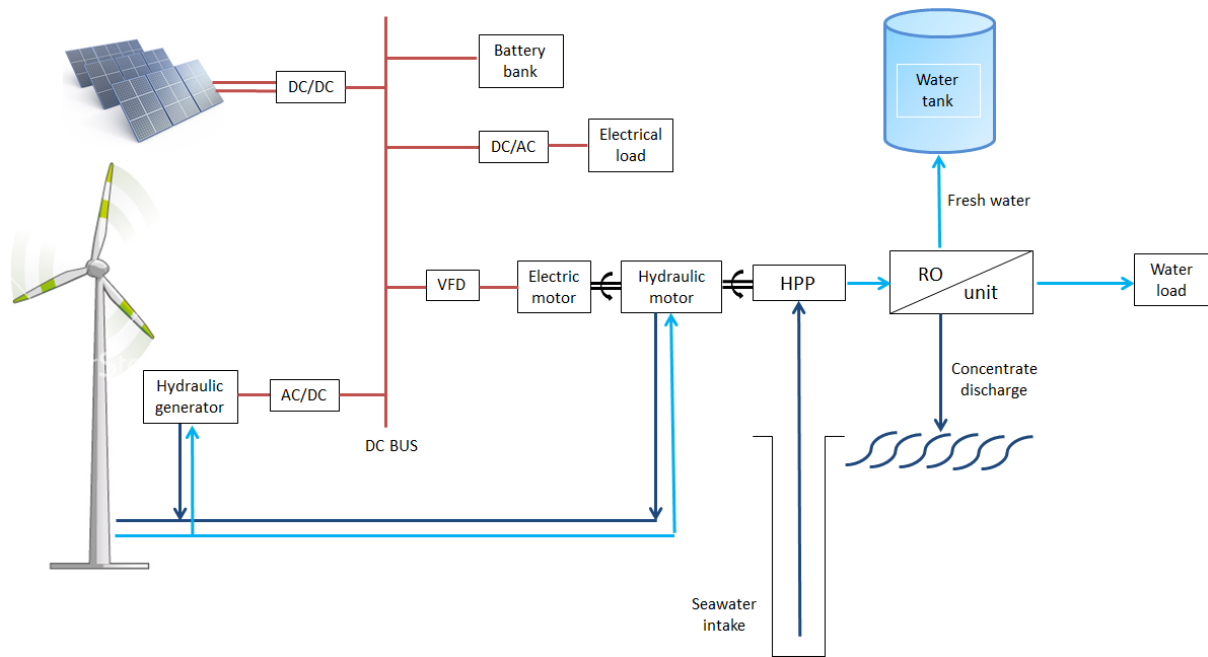 Battery
bank
DC/DC
Water
tank
DC/AC
Electrical
load
Fresh water
VFD
Electric
motor
Hydraulic
motor
HPP
RO
unit
Water
load
Hydraulic
generator
AC/DC
Concentrate
discharge
DC BUS
Seawater
intake